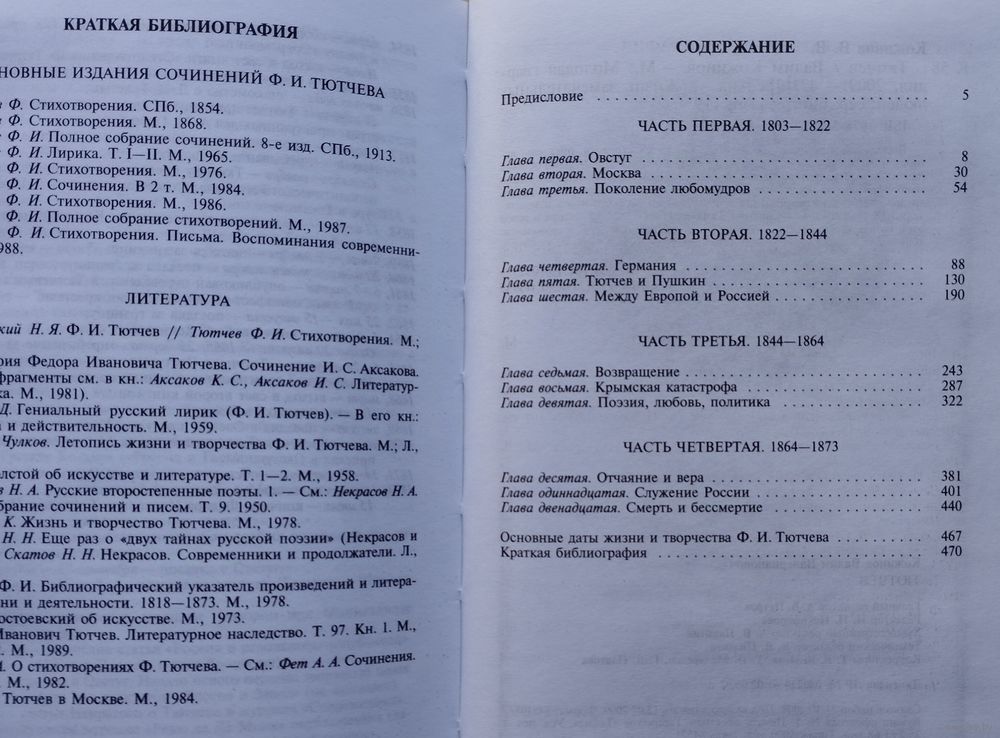 КРАТКАЯ БИБЛИОГРАФИЯ
НОВНЫЕ ИЗДАНИЯ СОЧИНЕНИЙ Ф. И. ТЮТЧЕВА
Ф. Стихотворения. СПб., 1854.
Ф. Стихотворения. М., 1868.
Ф. И. Полное собрание сочинений. 8-е изд. СПб., 1913.
Ф. И. Лирика. Т. I—II. М., 1965.
Ф. И. Стихотворения. М., 1976.
Ф. И. Сочинения. В 2 т. М., 1984.
Ф. И. Стихотворения. М., 1986.
Ф. И. Полное собрание стихотворений. М., 1987.
Ф. И. Стихотворения. Письма. Воспоминания современни-
988.
ЛИТЕРАТУРА
кий Н. Я. Ф. И. Тютчев // Тютчев Ф. И. Стихотворения. М.;
рия Федора Ивановича Тютчева. Сочинение И. С. Аксакова.
фрагменты см. в кн.: Аксаков К. С., Аксаков И. С. Литератур-
ка. М., 1981).
Д. Гениальный русский лирик (Ф. И. Тютчев). — В его кн.:
и действительность. М., 1959.
Чулков. Летопись жизни и творчества Ф. И. Тютчева. М.; Л.,
олстой об искусстве и литературе. Т. 1—2. М., 1958.
в Н. А. Русские второстепенные поэты. 1. — См.: Некрасов Н. А.
брание сочинений и писем. Т. 9. 1950.
К. Жизнь и творчество Тютчева. М., 1978.
Н. Н. Еще раз о «двух тайнах русской поэзии» (Некрасов и
Скатов Н. Н. Некрасов. Современники и продолжатели. Л.,
Ф. И. Библиографический указатель произведений и литера-
ни и деятельности. 1818—1973. М., 1978.
остоевский об искусстве. М., 1973.
Иванович Тютчев. Литературное наследство. Т. 97. Кн. 1. М.,
М., 1989.
О стихотворениях Ф. Тютчева. — См.: Фет А. А. Сочинения.
М., 1982.
Тютчев в Москве. М., 1984.
СОДЕРЖАНИЕ
Предисловие . . . . . . . . . . 5
ЧАСТЬ ПЕРВАЯ. 1803—1822
Глава первая. Овстуг . . . . . . . . . . 8
Глава вторая. Москва . . . . . . . . . . 30
Глава третья. Поколение любомудров . . . . . . . . . . 54
ЧАСТЬ ВТОРАЯ. 1822—1844
Глава четвертая. Германия . . . . . . . . . . 88
Глава пятая. Тютчев и Пушкин . . . . . . . . . . 130
Глава шестая. Между Европой и Россией . . . . . . . . . . 190
ЧАСТЬ ТРЕТЬЯ. 1844—1864
Глава седьмая. Возвращение . . . . . . . . . . 243
Глава восьмая. Крымская катастрофа . . . . . . . . . . 287
Глава девятая. Поэзия, любовь, политика . . . . . . . . . . 322
ЧАСТЬ ЧЕТВЕРТАЯ. 1864—1873
Глава десятая. Отчаяние и вера . . . . . . . . . . 381
Глава одиннадцатая. Служение России . . . . . . . . . . 401
Глава двенадцатая. Смерть и бессмертие . . . . . . . . . . 440
Основные даты жизни и творчества Ф. И. Тютчева . . . . . . . . . . 467
Краткая библиография . . . . . . . . . . 470